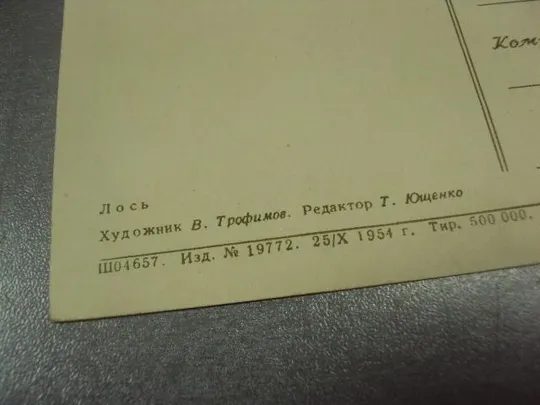 Ком
Лось
Художник В. Трофимов. Редактор Т. Ющенко
Ш04657. Изд. № 19772. 25/X 1954 г. Тир. 500 000.